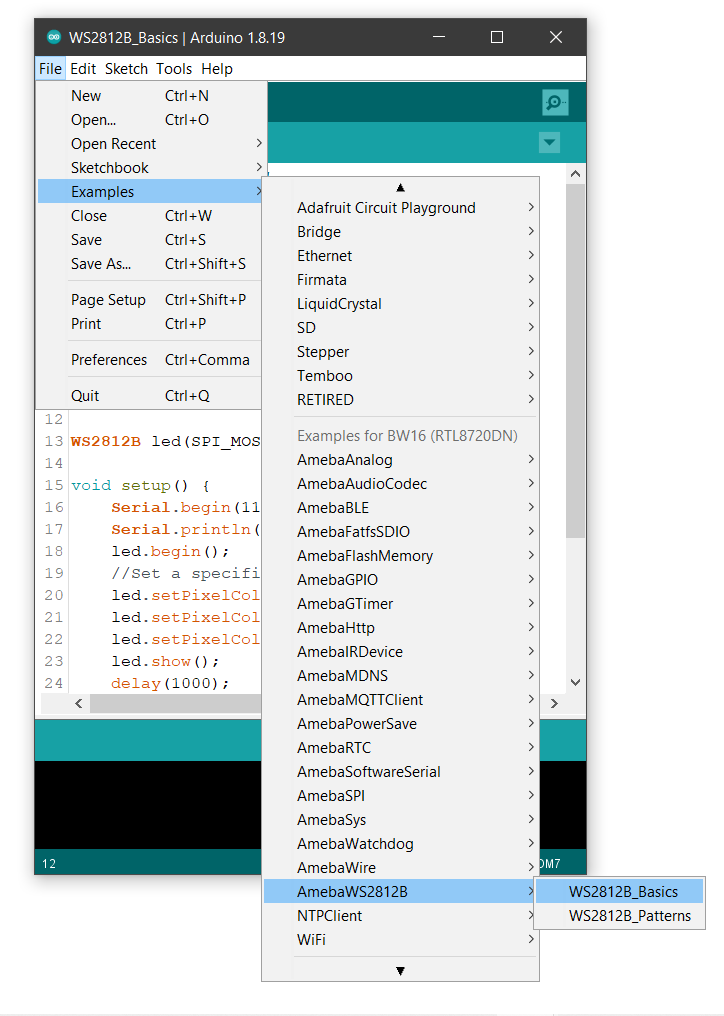 WS2812B_Basics | Arduino 1.8.19
File Edit Sketch Tools Help
New Ctrl+N
Open... Ctrl+O
Open Recent
Sketchbook
Examples
Close Ctrl+W
Save Ctrl+S
Save As... Ctrl+Shift+S
Page Setup Ctrl+Shift+P
Print Ctrl+P
Preferences Ctrl+Comma
Quit Ctrl+Q
Adafruit Circuit Playground
Bridge
Ethernet
Firmata
LiquidCrystal
SD
Stepper
Temboo
RETIRED
Examples for BW16 (RTL8720DN)
AmebaAnalog
AmebaAudioCodec
AmebaBLE
AmebaFatfsSDIO
AmebaFlashMemory
AmebaGPIO
AmebaGTimer
AmebaHttp
AmebaIRDevice
AmebaMDNS
AmebaMQTTClient
AmebaPowerSave
AmebaRTC
AmebaSoftwareSerial
AmebaSPI
AmebaSys
AmebaWatchdog
AmebaWire
AmebaWS2812B
NTPClient
WiFi
WS2812B_Basics
WS2812B_Patterns
12
13 WS2812B led(SPI_MOS
14
15 void setup() {
16 Serial.begin(11
17 Serial.println(
18 led.begin();
19 //Set a specifi
20 led.setPixelCol
21 led.setPixelCol
22 led.setPixelCol
23 led.show();
24 delay(1000);
12
OM7